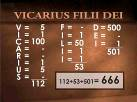 VICARIUS FILII DEI
V = 5
I = 1
C = 100
A = -
R = -
I = 1
U = 5
S = -
112
F = -
I = 1
L = 50
I = 1
I = 1
53
D = 500
E = -
I = 1
501
112+53+501= 666